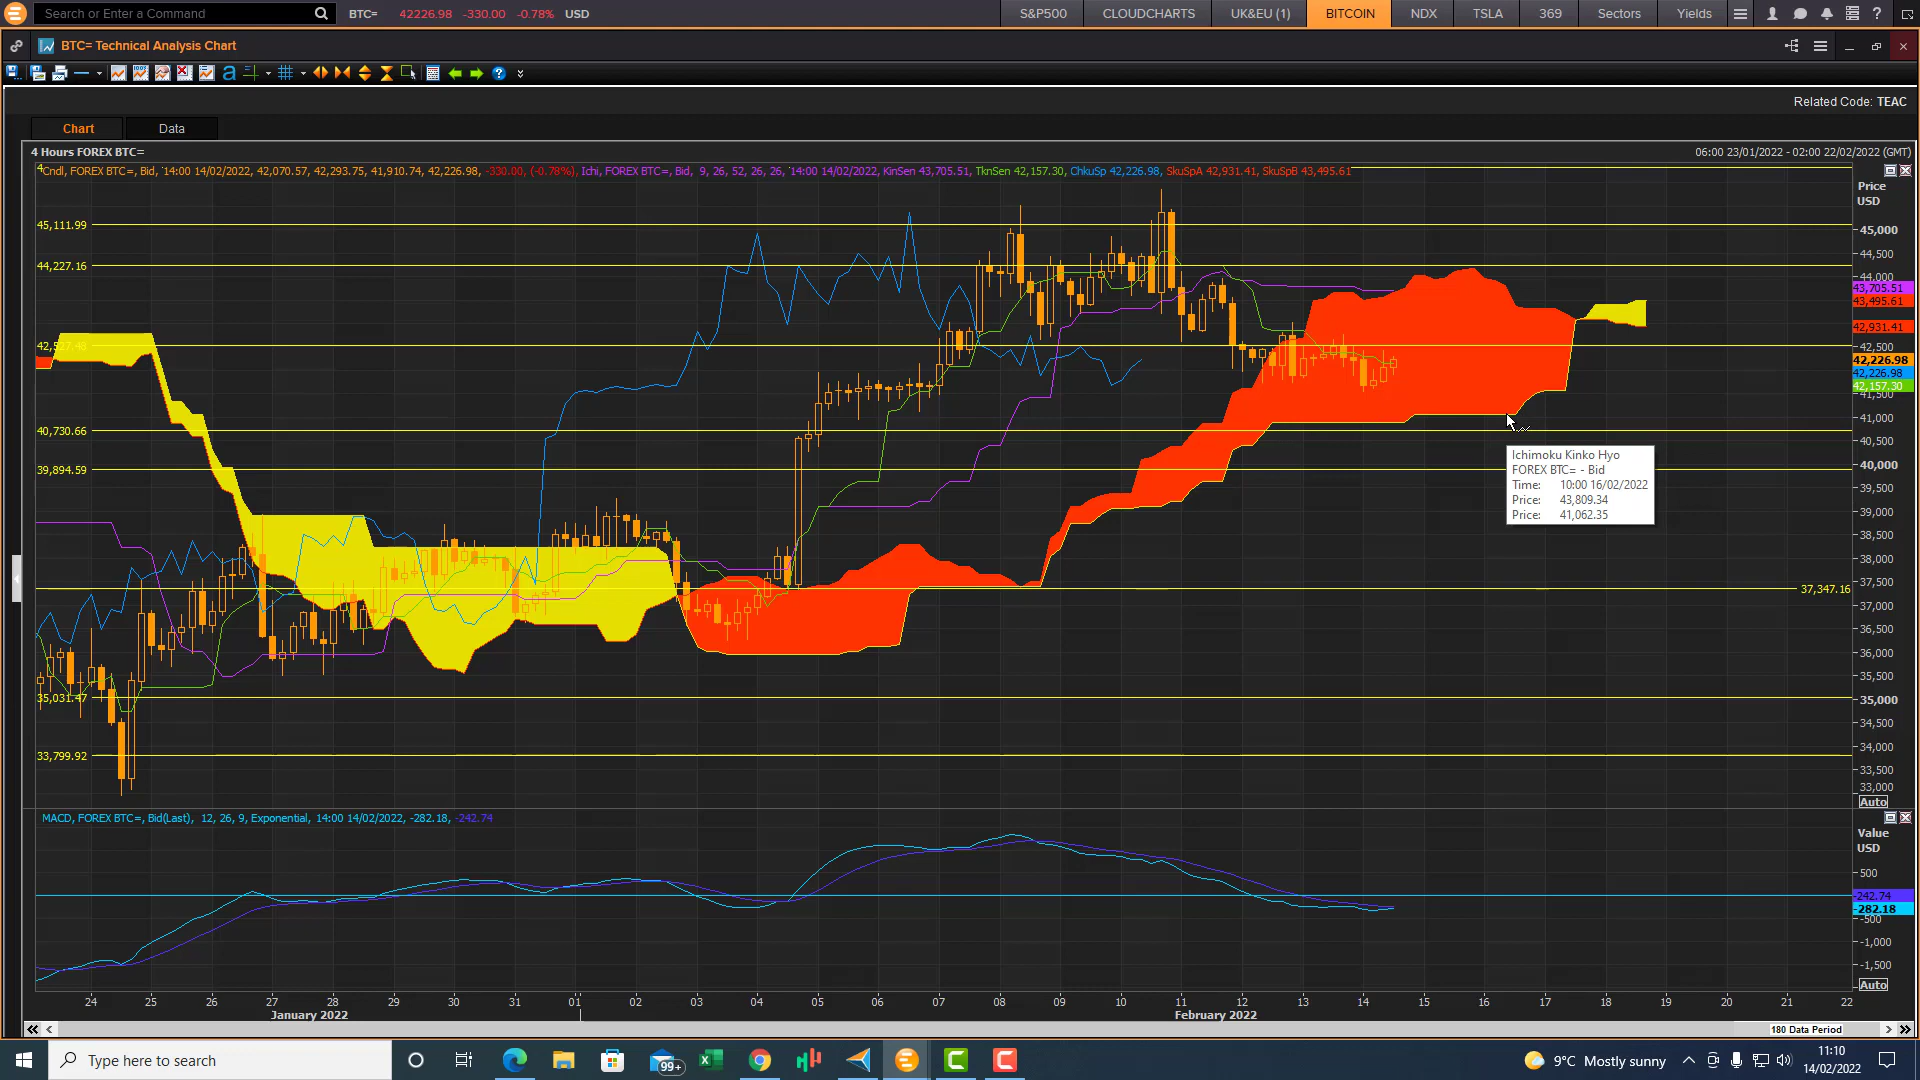 Search or Enter a Command BTC= 42226.98 -330.00 -0.78% USD S&P500 CLOUDCHARTS UK&EU (1) BITCOIN NDX TSLA 369 Sectors Yields
BTC= Technical Analysis Chart
Related Code: TEAC
Chart Data
4 Hours FOREX BTC= 06:00 23/01/2022 - 02:00 22/02/2022 (GMT)
Cndl, FOREX BTC=, Bid, 14:00 14/02/2022, 42,070.57, 42,293.75, 41,910.74, 42,226.98, -330.00, (-0.78%), Ichi, FOREX BTC=, Bid, 9, 26, 52, 26, 26, 14:00 14/02/2022, KinSen 43,705.51, TknSen 42,157.30, ChkuSp 42,226.98, SkuSpA 42,931.41, SkuSpB 43,495.61
Price
USD
45,111.99
45,000
44,500
44,227.16
44,000
43,705.51
43,495.61
42,931.41
42,527.48
42,500
42,226.98
42,226.98
42,157.30
41,500
41,000
40,730.66
40,500
39,894.59
40,000
39,500
39,000
38,500
38,000
37,500
37,347.16
37,000
36,500
36,000
35,500
35,031.47
35,000
34,500
34,000
33,799.92
33,500
33,000
Auto
Ichimoku Kinko Hyo
FOREX BTC= - Bid
Time: 10:00 16/02/2022
Price: 43,809.34
Price: 41,062.35
MACD, FOREX BTC=, Bid(Last), 12, 26, 9, Exponential, 14:00 14/02/2022, -282.18, -242.74
Value
USD
500
-242.74
-282.18
-500
-1,000
-1,500
Auto
24 25 26 27 28 29 30 31 01 02 03 04 05 06 07 08 09 10 11 12 13 14 15 16 17 18 19 20 21 22
January 2022 February 2022
180 Data Period
Type here to search 99+ 9°C Mostly sunny 11:10
14/02/2022